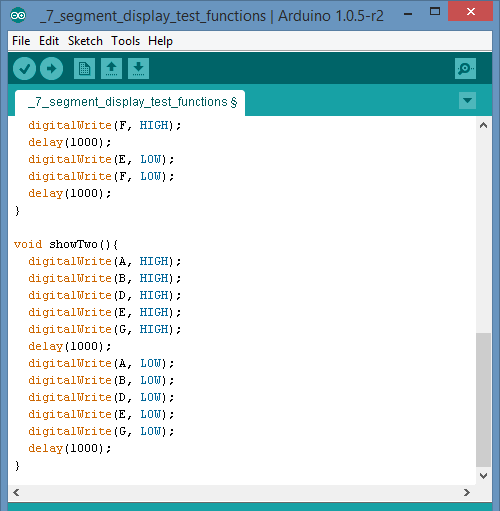 _7_segment_display_test_functions | Arduino 1.0.5-r2
File Edit Sketch Tools Help
_7_segment_display_test_functions §
  digitalWrite(F, HIGH);
  delay(1000);
  digitalWrite(E, LOW);
  digitalWrite(F, LOW);
  delay(1000);
}
void showTwo(){
  digitalWrite(A, HIGH);
  digitalWrite(B, HIGH);
  digitalWrite(D, HIGH);
  digitalWrite(E, HIGH);
  digitalWrite(G, HIGH);
  delay(1000);
  digitalWrite(A, LOW);
  digitalWrite(B, LOW);
  digitalWrite(D, LOW);
  digitalWrite(E, LOW);
  digitalWrite(G, LOW);
  delay(1000);
}